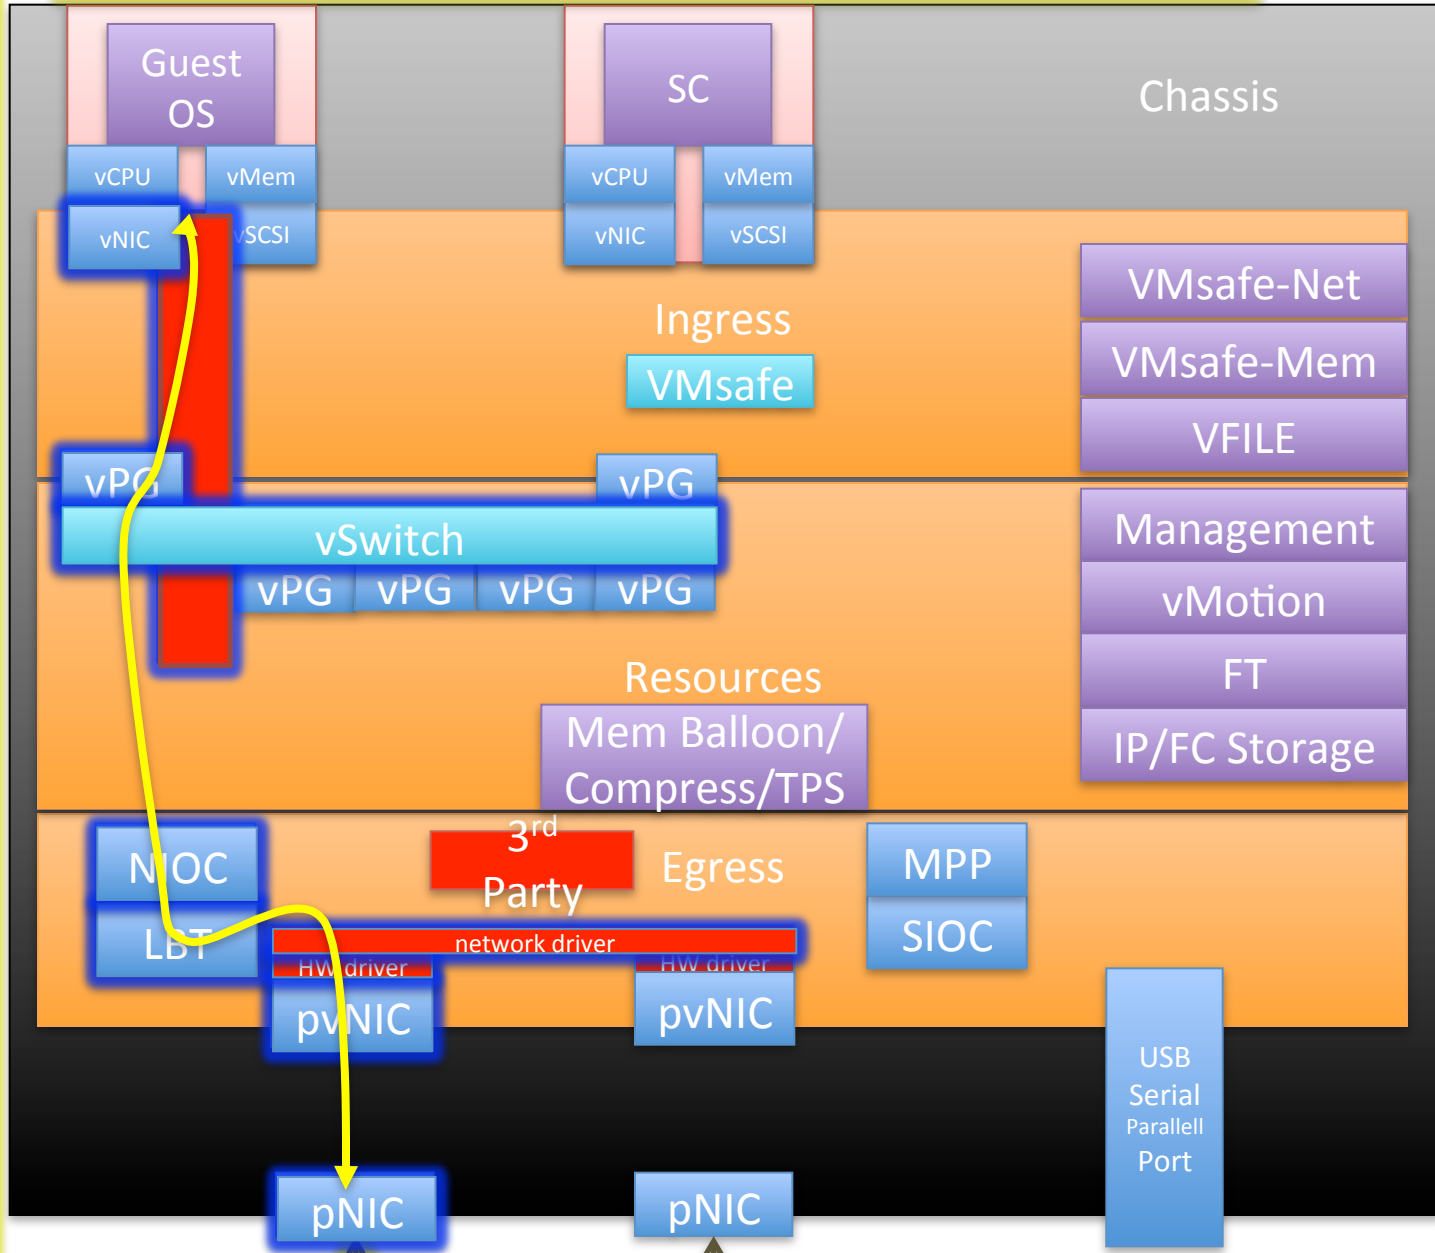 Guest
OS
SC
Chassis
vCPU
vMem
vCPU
vMem
vNIC
vSCSI
vNIC
vSCSI
VMsafe-Net
Ingress
VMsafe-Mem
VMsafe
VFILE
vPG
vPG
vSwitch
Management
vPG
vPG
vPG
vPG
vMotion
Resources
FT
Mem Balloon/
Compress/TPS
IP/FC Storage
3rd
Party
Egress
NIOC
MPP
LBT
network driver
SIOC
HW driver
HW driver
pvNIC
pvNIC
USB
Serial
Parallell
Port
pNIC
pNIC